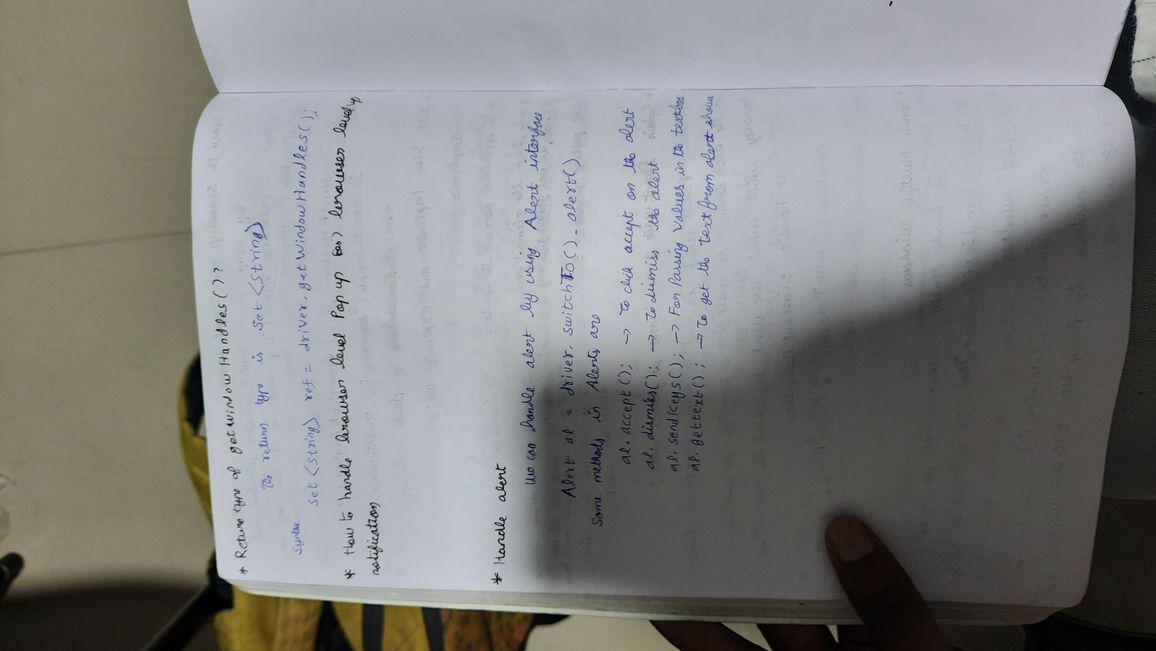 * Return type of getWindowHandles()??
The return type is Set <String>
Syntax
Set <String> ref = driver.getWindowHandles();
* How to handle browser level Pop up (or) browser level
notification
* Handle alert
We can handle alert by using Alert interface
Alert al = driver.switchTo().alert()
Some methods in Alerts are
al.accept(); → To click accept on the alert
al.dismiss(); → To dismiss the alert
al.sendkeys(); → For Passing values in the textbox
al.gettext(); → To get the text from alert shown